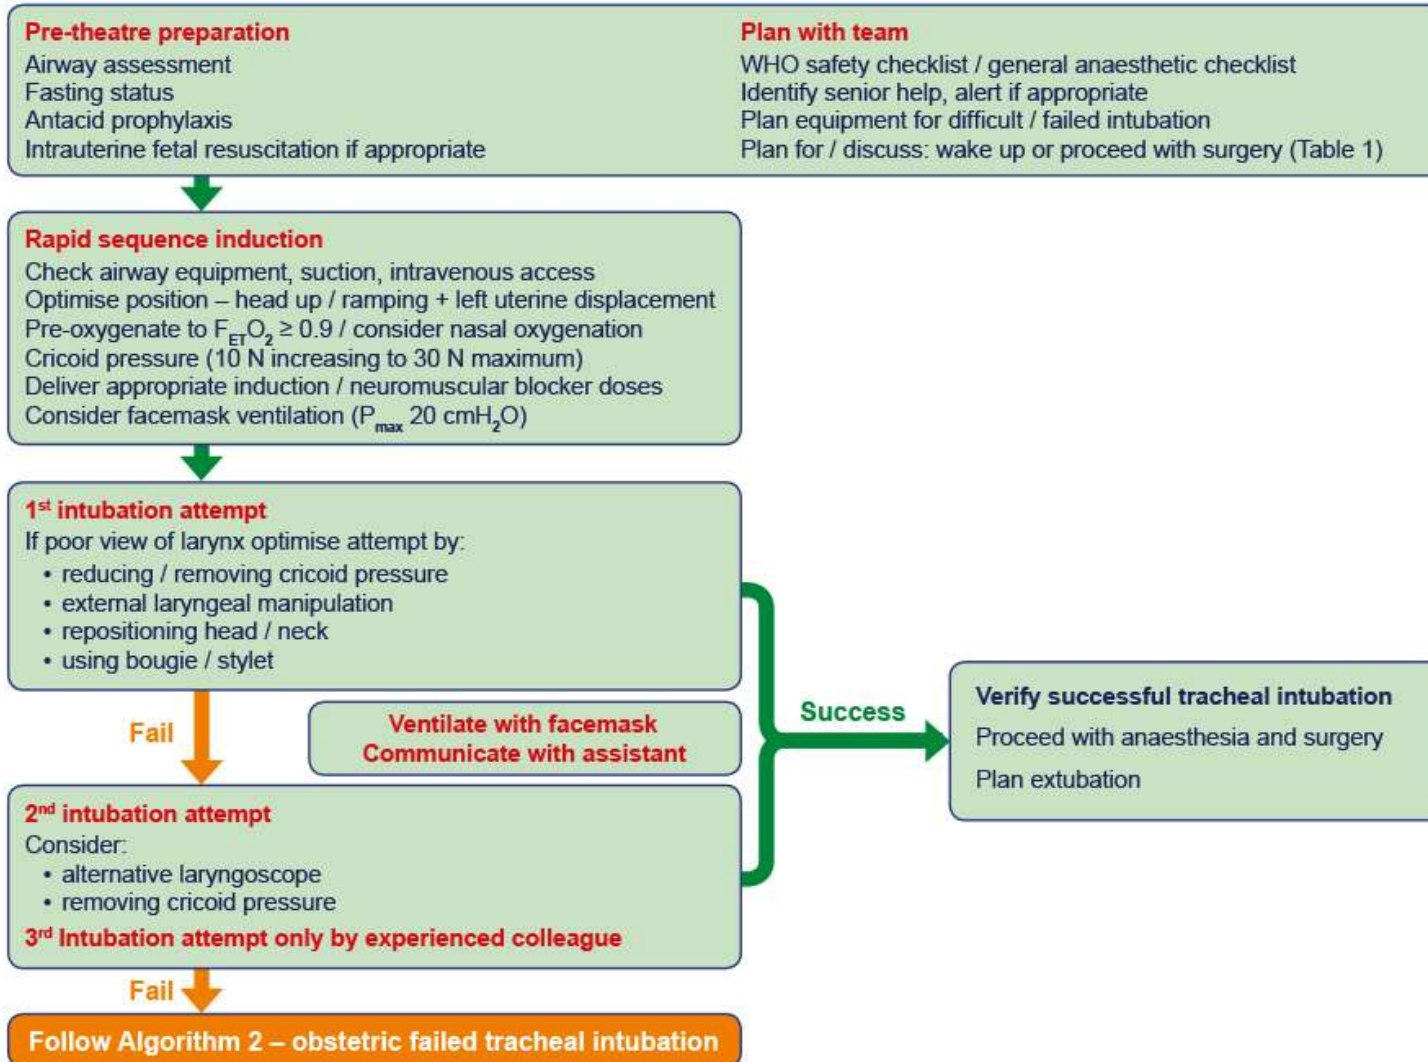 Pre-theatre preparation
Airway assessment
Fasting status
Antacid prophylaxis
Intrauterine fetal resuscitation if appropriate
Plan with team
WHO safety checklist / general anaesthetic checklist
Identify senior help, alert if appropriate
Plan equipment for difficult / failed intubation
Plan for / discuss: wake up or proceed with surgery (Table 1)
Rapid sequence induction
Check airway equipment, suction, intravenous access
Optimise position – head up / ramping + left uterine displacement
Pre-oxygenate to FETO2 ≥ 0.9 / consider nasal oxygenation
Cricoid pressure (10 N increasing to 30 N maximum)
Deliver appropriate induction / neuromuscular blocker doses
Consider facemask ventilation (Pmax 20 cmH2O)
1st intubation attempt
If poor view of larynx optimise attempt by:
• reducing / removing cricoid pressure
• external laryngeal manipulation
• repositioning head / neck
• using bougie / stylet
Fail
Ventilate with facemask
Communicate with assistant
Success
Verify successful tracheal intubation
Proceed with anaesthesia and surgery
Plan extubation
2nd intubation attempt
Consider:
• alternative laryngoscope
• removing cricoid pressure
3rd Intubation attempt only by experienced colleague
Fail
Follow Algorithm 2 – obstetric failed tracheal intubation